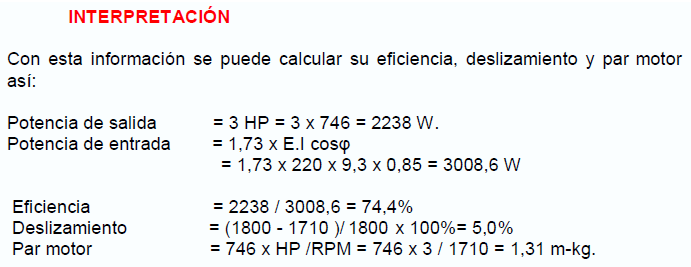 INTERPRETACIÓN
Con esta información se puede calcular su eficiencia, deslizamiento y par motor
así:
Potencia de salida = 3 HP = 3 x 746 = 2238 W.
Potencia de entrada = 1,73 x E.I cosφ
= 1,73 x 220 x 9,3 x 0,85 = 3008,6 W
Eficiencia = 2238 / 3008,6 = 74,4%
Deslizamiento = (1800 - 1710 )/ 1800 x 100%= 5,0%
Par motor = 746 x HP /RPM = 746 x 3 / 1710 = 1,31 m-kg.